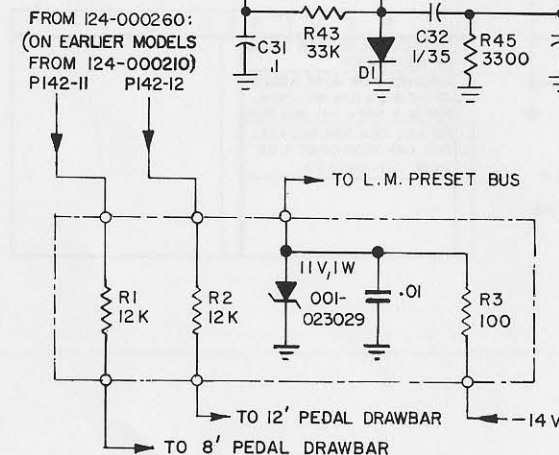 FROM 124-000260:
(ON EARLIER MODELS
FROM 124-000210)
P142-11 P142-12
R43
33K
C31
.1
D1
C32
1/35
R45
3300
TO L.M. PRESET BUS
R1
12K
R2
12K
11V,1W
001-
023029
.01
R3
100
TO 12' PEDAL DRAWBAR
-14V
TO 8' PEDAL DRAWBAR